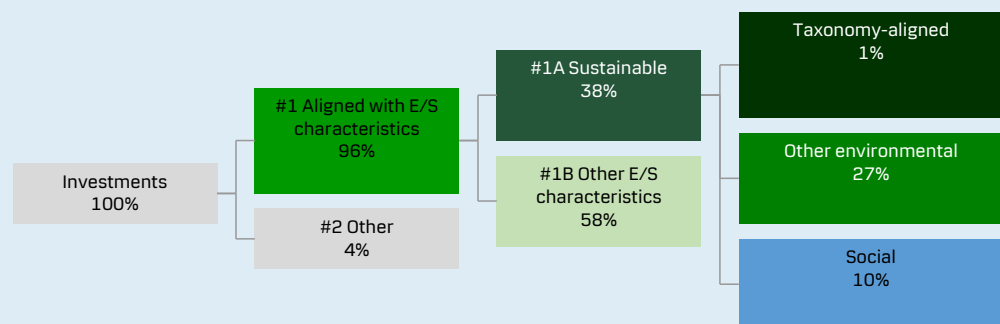 Investments
100%
#1 Aligned with E/S
characteristics
96%
#2 Other
4%
#1A Sustainable
38%
#1B Other E/S
characteristics
58%
Taxonomy-aligned
1%
Other environmental
27%
Social
10%